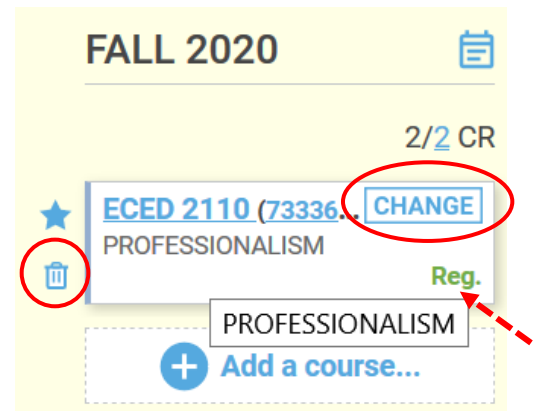 FALL 2020
2/2 CR
ECED 2110 (73336... CHANGE
PROFESSIONALISM
Reg.
PROFESSIONALISM
Add a course...